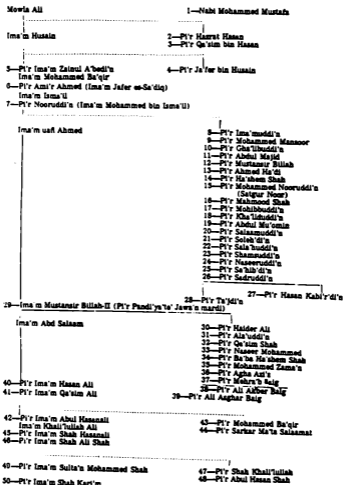 Mowla Ali
1—Nabi Mohammed Mustafa
Ima'm Husain
2—Pi'r Hazrat Hasan
3—Pi'r Qa'sim bin Hasan
5—Pi'r Ima'm Zainul A'bedi'n
4—Pi'r Ja'fer bin Husain
Ima'm Mohammed Ba'qir
6—Pi'r Ami'r Ahmed (Ima'm Jafer es-Sa'diq)
Ima'm Isma'il
7—Pi'r Nooruddi'n (Ima'm Mohammed bin Isma'il)
Ima'm Ahmed
8—Pi'r Ima'muddi'n
9—Pi'r Mohammed Mansoor
10—Pi'r Gha'libuddi'n
11—Pi'r Abdul Majid
12—Pi'r Mustansir Billah
13—Pi'r Ahmed Ha'di
14—Pi'r Ha'shem Shah
15—Pi'r Mohammed Nooruddi'n
(Satgur Noor)
16—Pi'r Mahmood Shah
17—Pi'r Mohibbuddi'n
18—Pi'r Kha'liduddi'n
19—Pi'r Abdul Mu'omin
20—Pi'r Salaamuddi'n
21—Pi'r Soleh'di'n
22—Pi'r Sala'huddi'n
23—Pi'r Shamsuddi'n
24—Pi'r Naseeruddi'n
25—Pi'r Sa'hib'di'n
26—Pi'r Sadruddi'n
27—Pi'r Hasan Kabi'r'di'n
28—Pi'r Ta'jdi'n
29—Ima'm Mustansir Billah-II (Pi'r Pandi'ya'te' Jawa'n mardi)
Ima'm Abd Salaam
30—Pi'r Haider Ali
31—Pi'r Ala'uddi'n
32—Pi'r Qa'sim Shah
33—Pi'r Naseer Mohammed
34—Pi'r Ba'ba Ha'shem Shah
35—Pi'r Mohammed Zama'n
36—Pi'r Agha Azi'z
37—Pi'r Mehra'b Baig
38—Pi'r Ali Akber Baig
39—Pi'r Ali Asghar Baig
40—Pi'r Ima'm Hasan Ali
41—Pi'r Ima'm Qa'sim Ali
42—Pi'r Ima'm Abul Hasanali
43—Pi'r Mohammed Ba'qir
Ima'm Khali'lullah Ali
44—Pi'r Sarkar Ma'ta Salaamat
45—Pi'r Ima'm Shah Hasanali
46—Pi'r Ima'm Shah Ali Shah
47—Pi'r Shah Khali'lullah
48—Pi'r Abul Hasan Shah
Pi'r Ima'm Sulta'n Mohammed Shah
50—Pi'r Ima'm Shah Kari'm